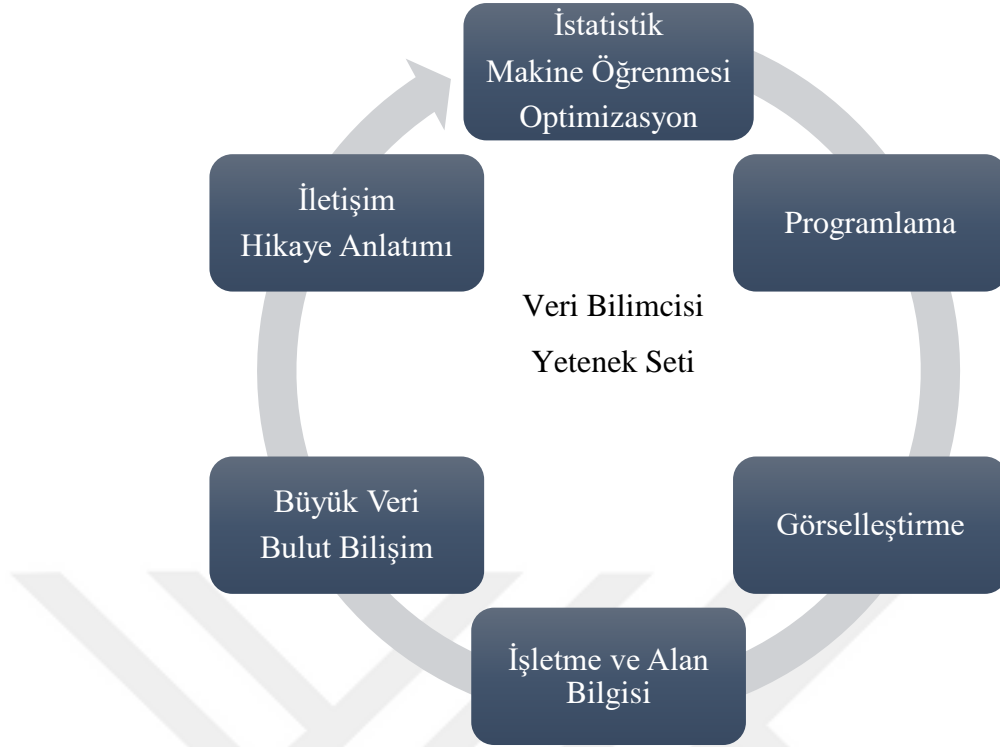 İstatistik
Makine Öğrenmesi
Optimizasyon
Programlama
Görselleştirme
İşletme ve Alan
Bilgisi
Büyük Veri
Bulut Bilişim
İletişim
Hikaye Anlatımı
Veri Bilimcisi
Yetenek Seti